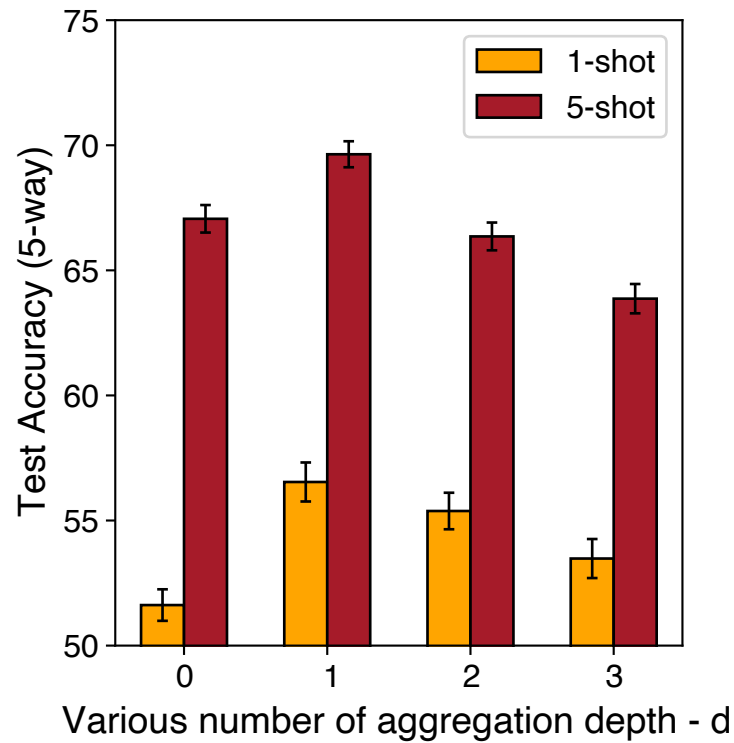 75
70
65
60
55
50
Test Accuracy (5-way)
1-shot
5-shot
0 1 2 3
Various number of aggregation depth - d